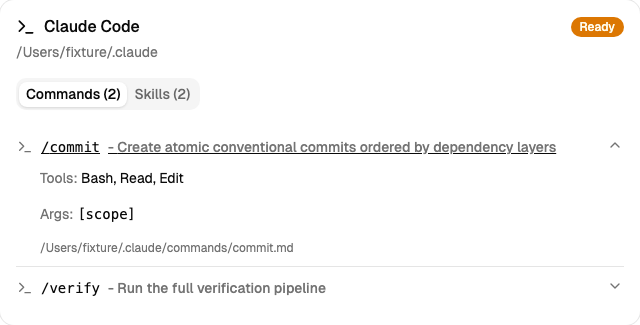 Claude Code
Ready
/Users/fixture/.claude
Commands (2) Skills (2)
/commit - Create atomic conventional commits ordered by dependency layers
Tools: Bash, Read, Edit
Args: [scope]
/Users/fixture/.claude/commands/commit.md
/verify - Run the full verification pipeline